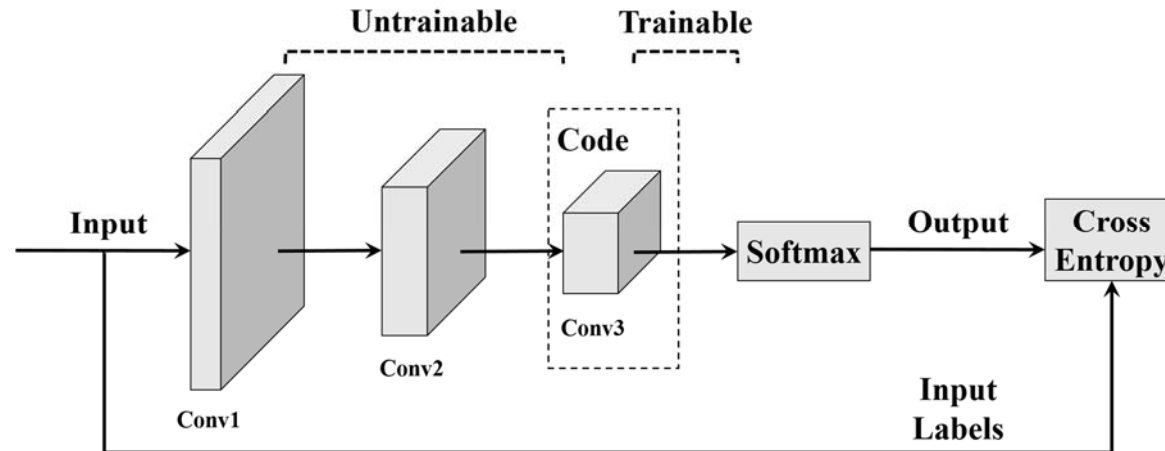 Untrainable
Trainable
Code
Input
Output
Cross
Entropy
Softmax
Conv3
Conv2
Conv1
Input
Labels